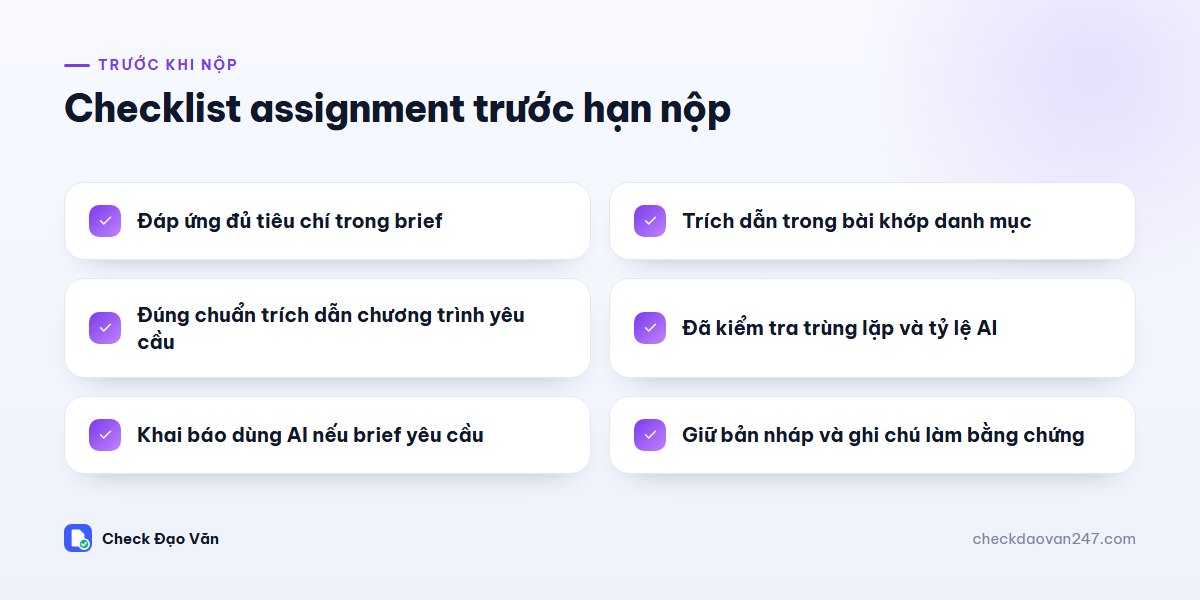 TRƯỚC KHI NỘP
Checklist assignment trước hạn nộp
Đáp ứng đủ tiêu chí trong brief
Trích dẫn trong bài khớp danh mục
Đúng chuẩn trích dẫn chương trình yêu
cầu
Đã kiểm tra trùng lặp và tỷ lệ AI
Khai báo dùng AI nếu brief yêu cầu
Giữ bản nháp và ghi chú làm bằng chứng
Check Đạo Văn
checkdaovan247.com